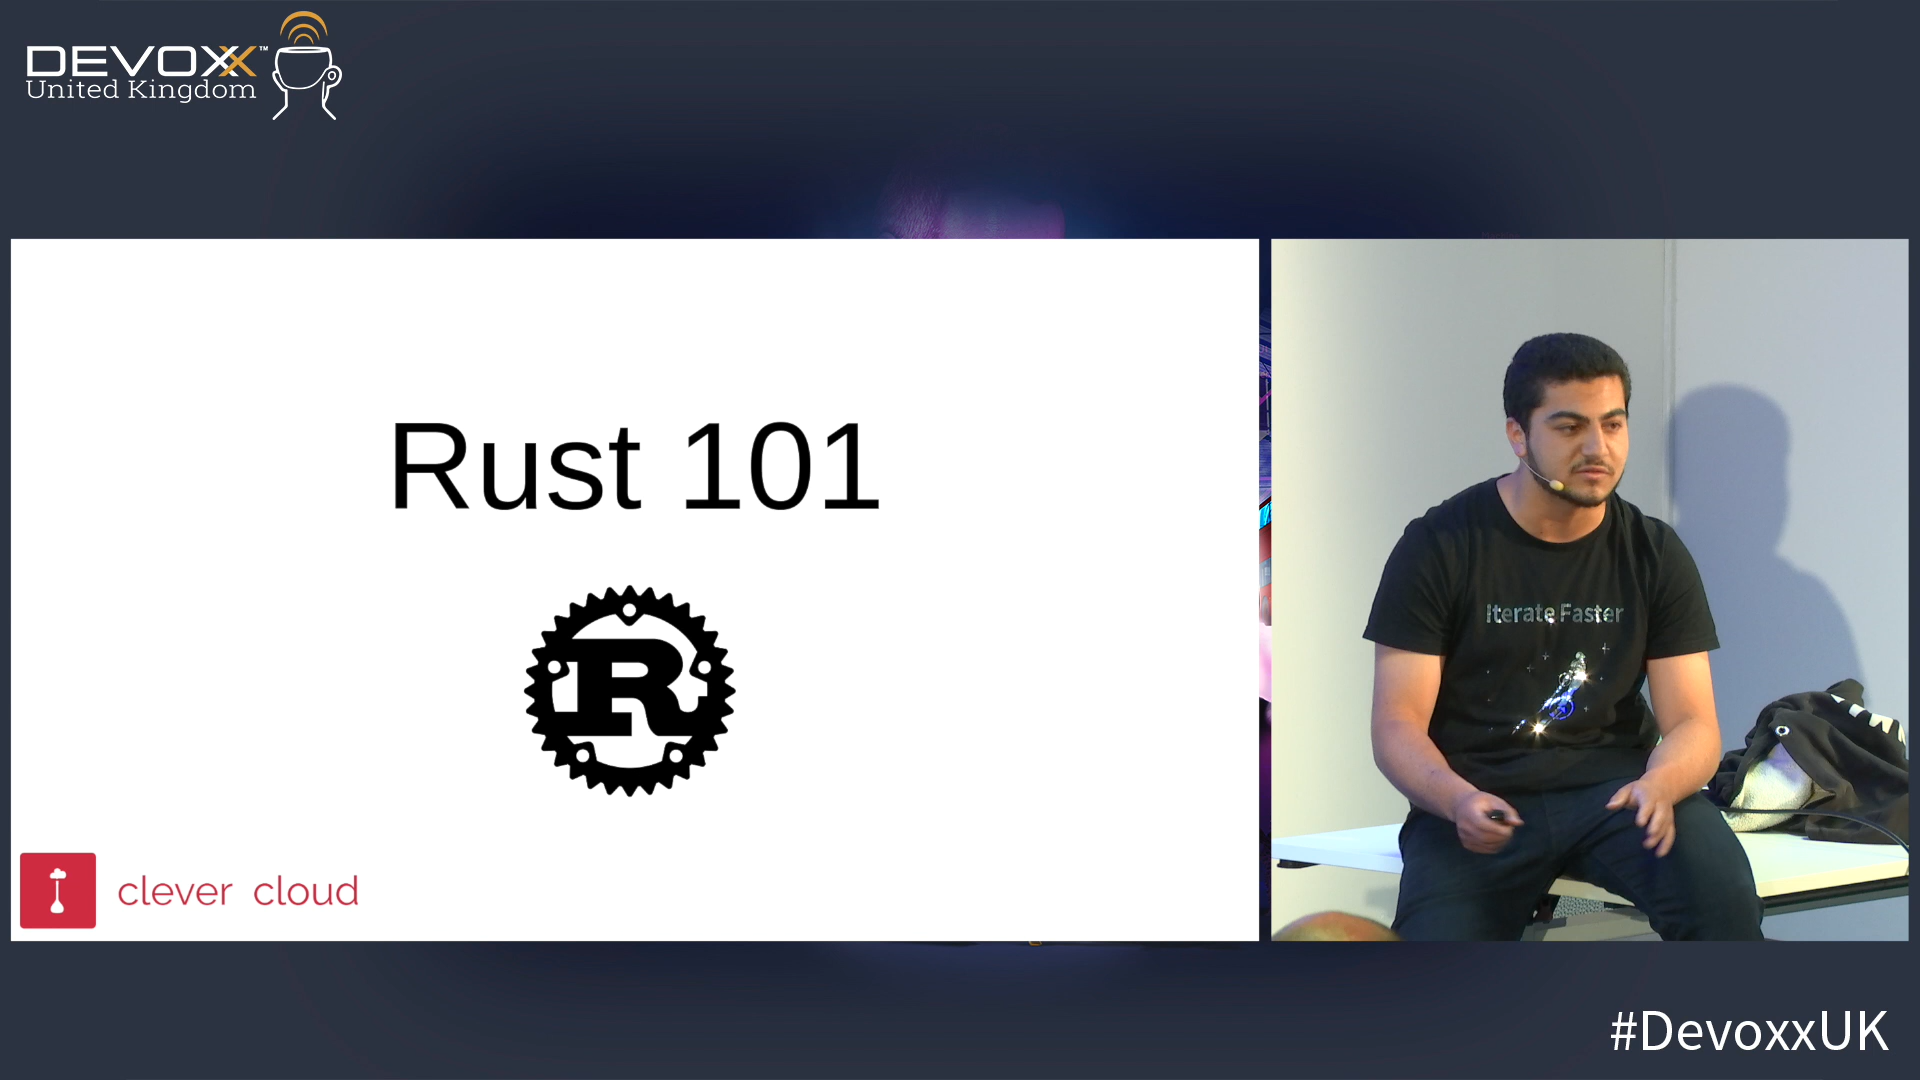 DEVOXX™
United Kingdom
Rust 101
R
clever cloud
Iterate Faster
#DevoxxUK